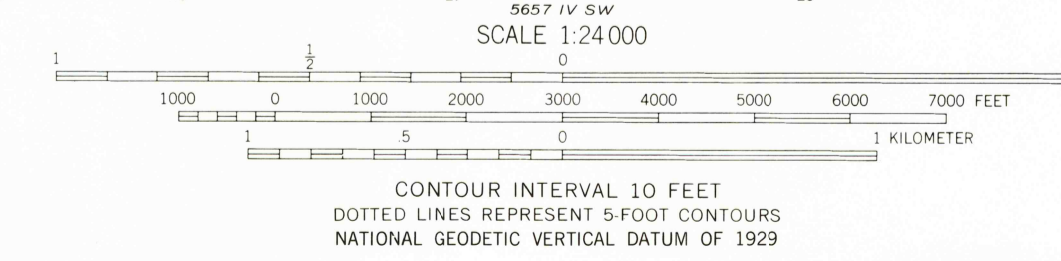 5657 IV SW
SCALE 1:24 000
1 1/2 0
1000 0 1000 2000 3000 4000 5000 6000 7000 FEET
1 .5 0 1 KILOMETER
CONTOUR INTERVAL 10 FEET
DOTTED LINES REPRESENT 5-FOOT CONTOURS
NATIONAL GEODETIC VERTICAL DATUM OF 1929